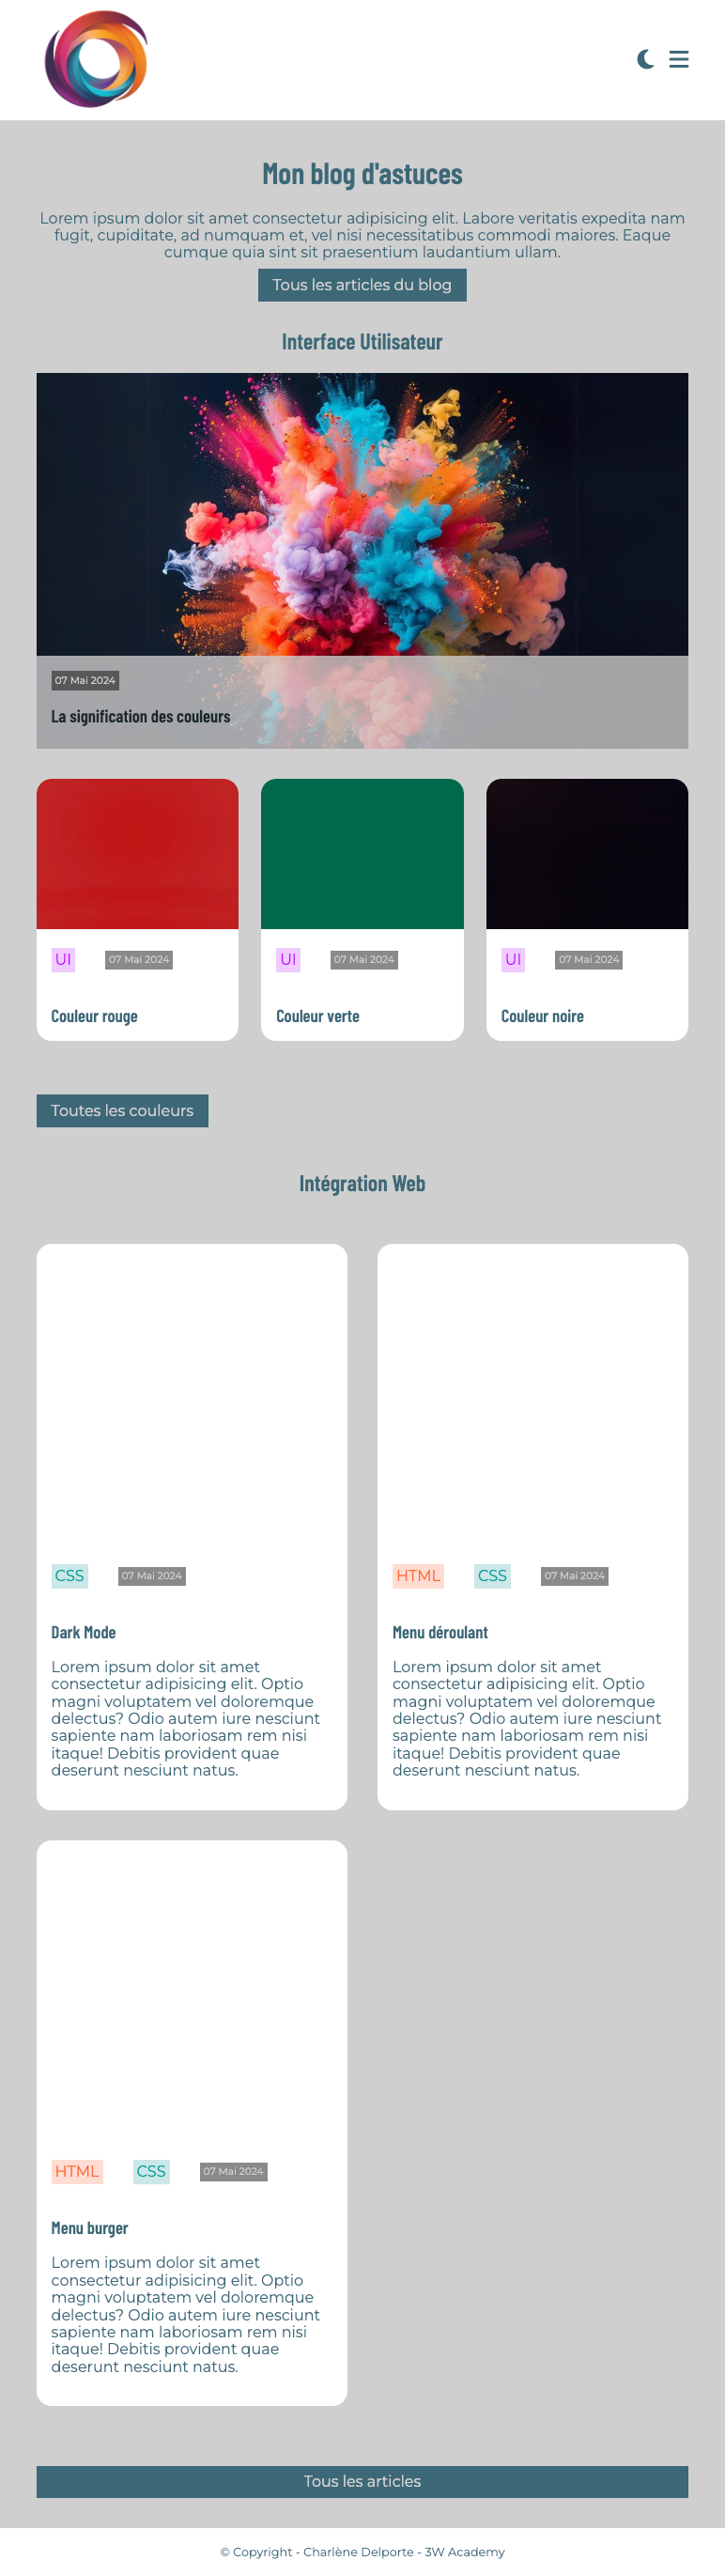 Mon blog d'astuces
Lorem ipsum dolor sit amet consectetur adipisicing elit. Labore veritatis expedita nam
fugit, cupiditate, ad numquam et, vel nisi necessitatibus commodi maiores. Eaque
cumque quia sint sit praesentium laudantium ullam.
Tous les articles du blog
Interface Utilisateur
07 Mai 2024
La signification des couleurs
UI 07 Mai 2024
Couleur rouge
UI 07 Mai 2024
Couleur verte
UI 07 Mai 2024
Couleur noire
Toutes les couleurs
Intégration Web
CSS 07 Mai 2024
Dark Mode
Lorem ipsum dolor sit amet
consectetur adipisicing elit. Optio
magni voluptatem vel doloremque
delectus? Odio autem iure nesciunt
sapiente nam laboriosam rem nisi
itaque! Debitis provident quae
deserunt nesciunt natus.
HTML CSS 07 Mai 2024
Menu déroulant
Lorem ipsum dolor sit amet
consectetur adipisicing elit. Optio
magni voluptatem vel doloremque
delectus? Odio autem iure nesciunt
sapiente nam laboriosam rem nisi
itaque! Debitis provident quae
deserunt nesciunt natus.
HTML CSS 07 Mai 2024
Menu burger
Lorem ipsum dolor sit amet
consectetur adipisicing elit. Optio
magni voluptatem vel doloremque
delectus? Odio autem iure nesciunt
sapiente nam laboriosam rem nisi
itaque! Debitis provident quae
deserunt nesciunt natus.
Tous les articles
© Copyright - Charlène Delporte - 3W Academy